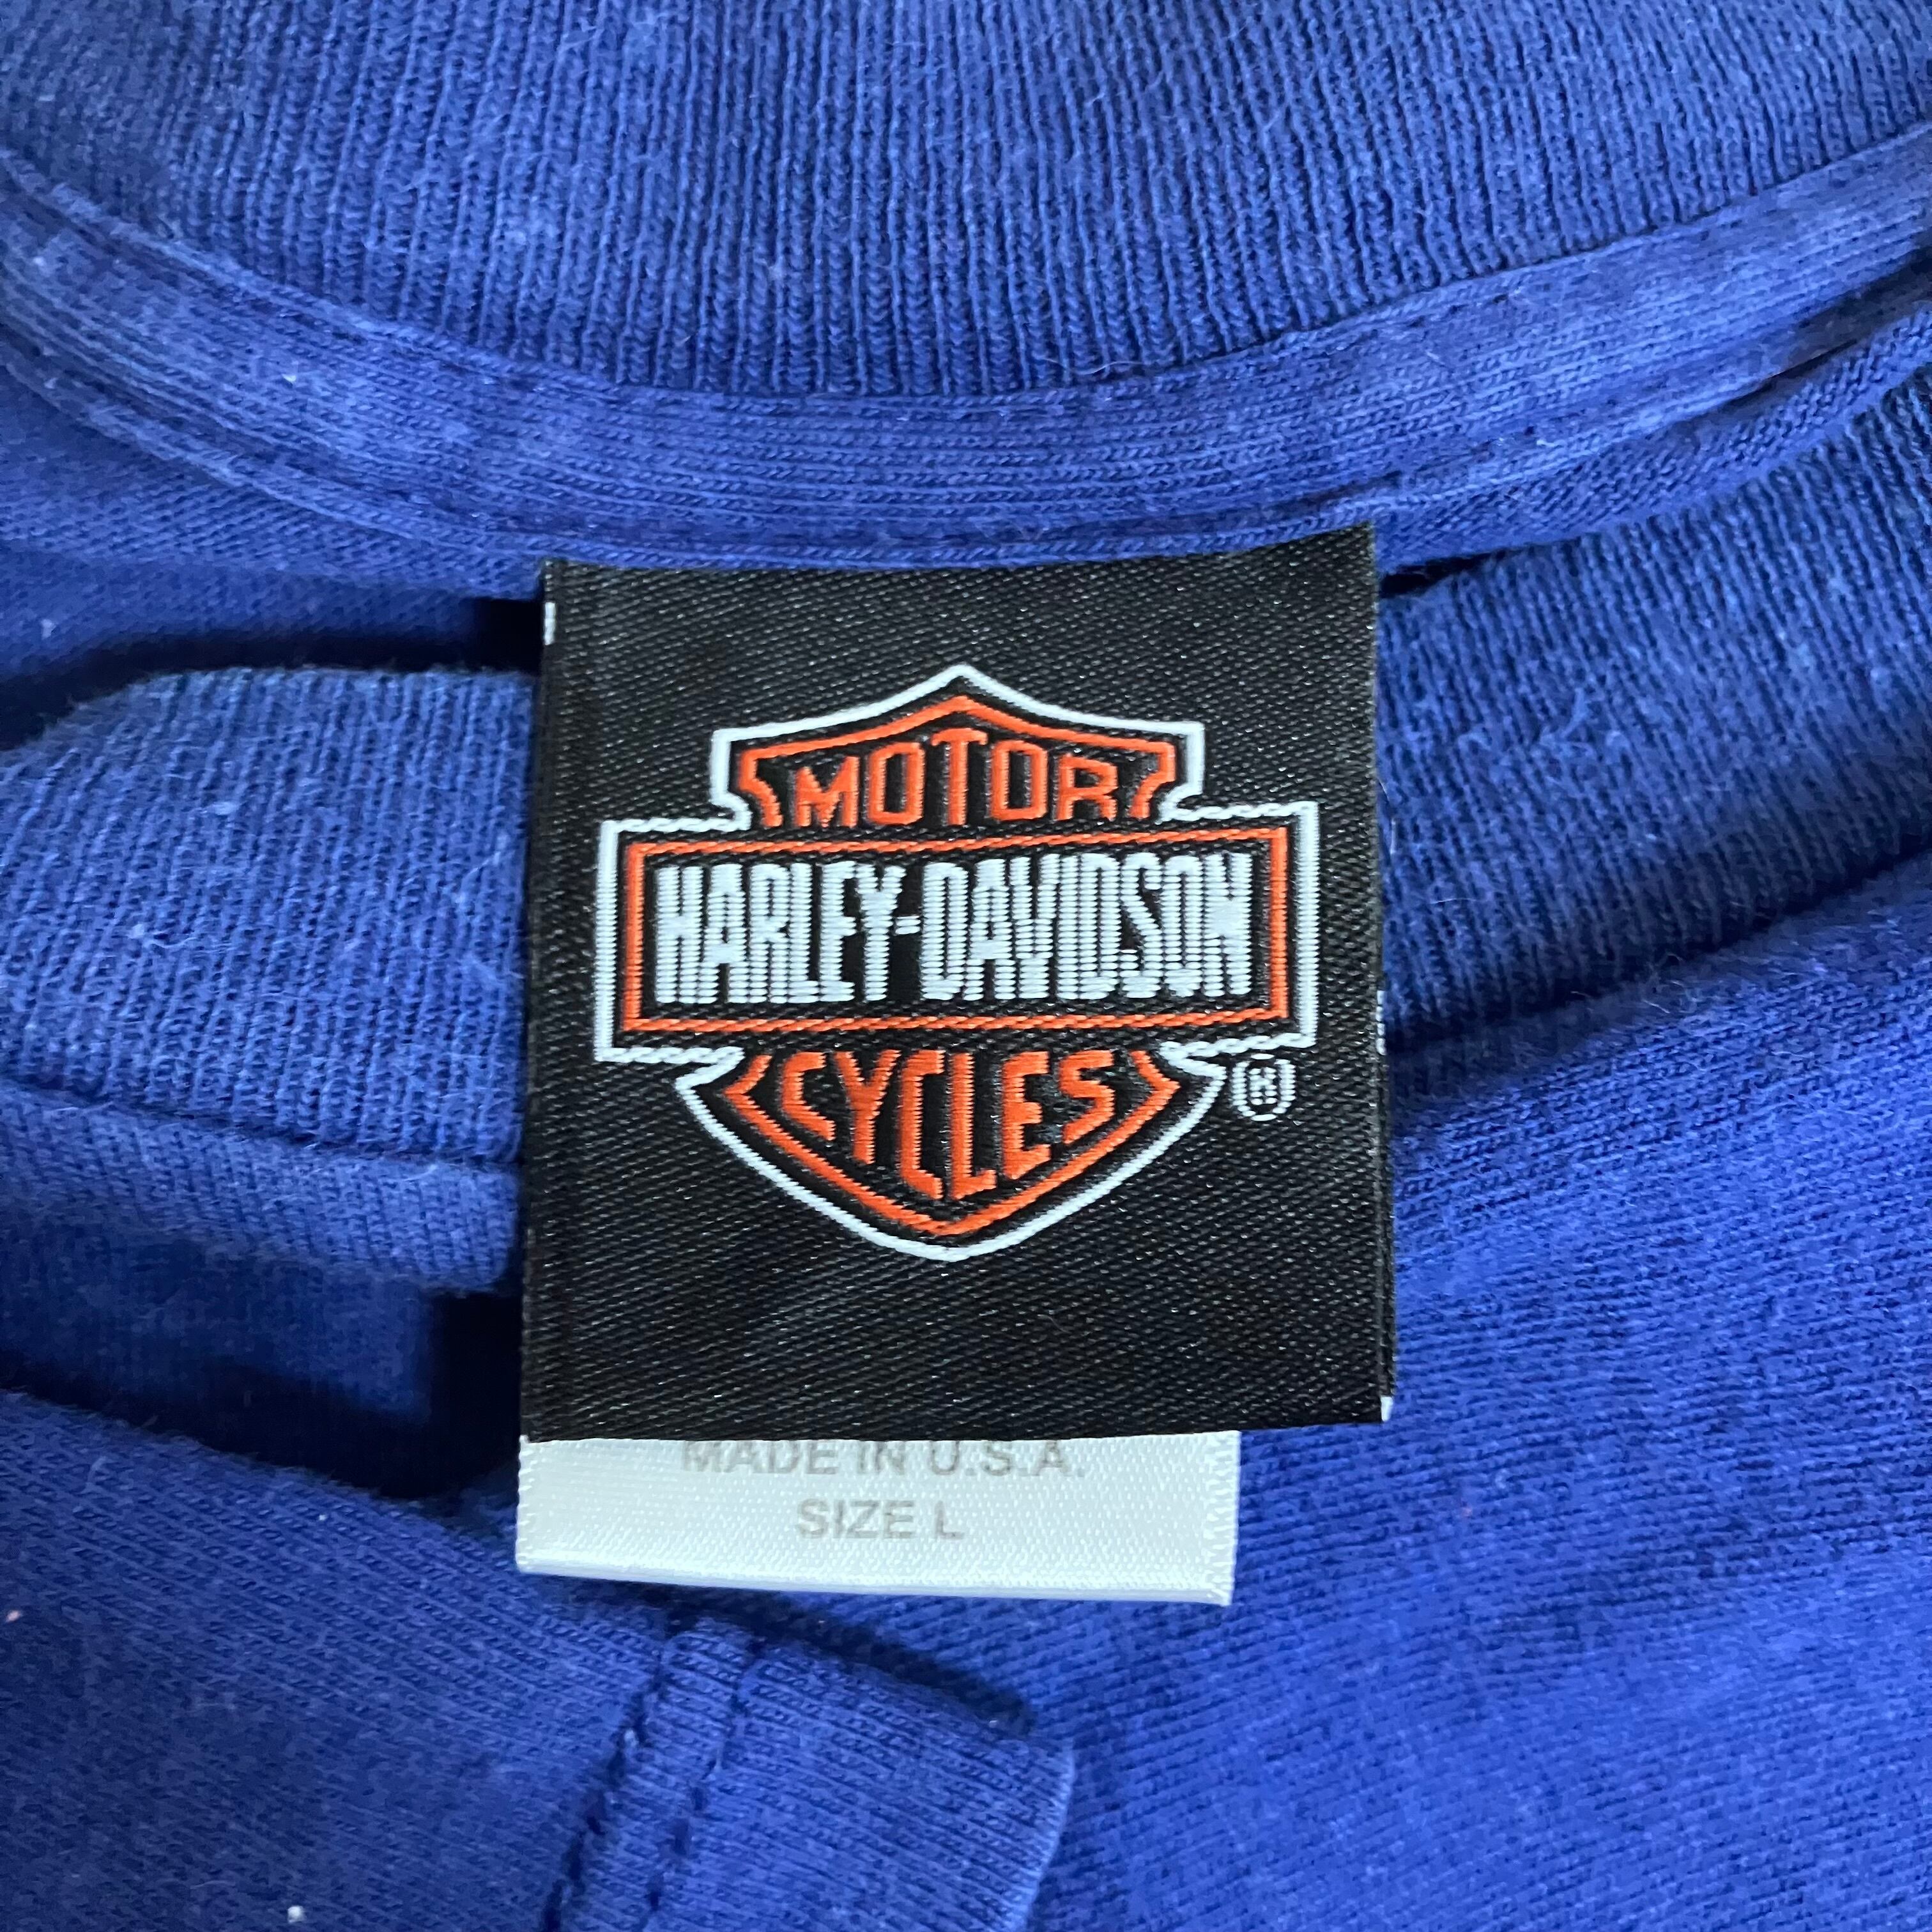 MOTOR
HARLEY-DAVIDSON
CYCLES
®
MADE IN U.S.A.
SIZE L